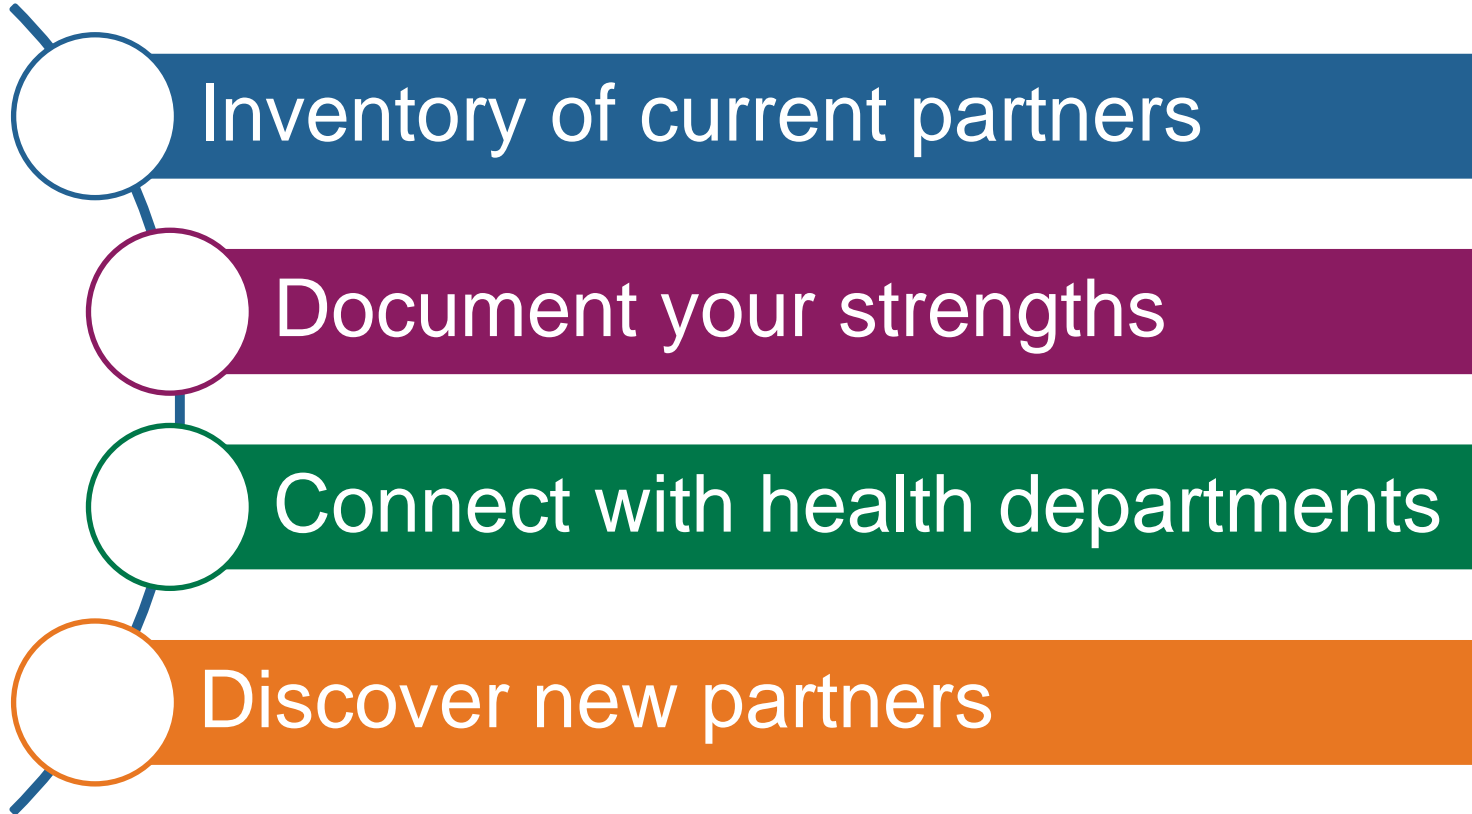 Inventory of current partners
Document your strengths
Connect with health departments
Discover new partners